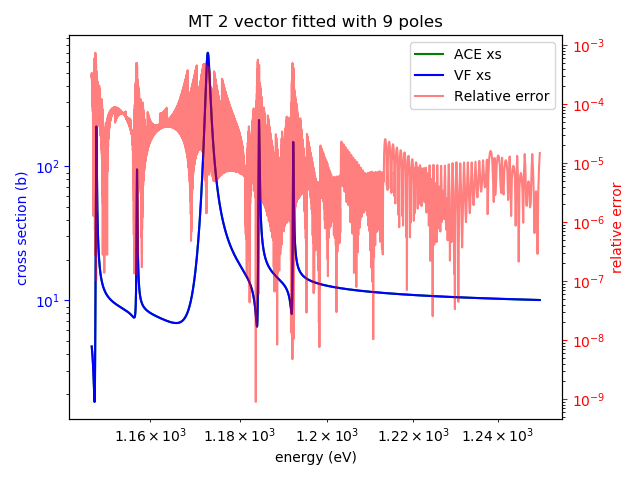 MT 2 vector fitted with 9 poles
ACE xs
VF xs
Relative error
cross section (b)
10²
10¹
10⁻³
10⁻⁴
10⁻⁵
10⁻⁶
10⁻⁷
10⁻⁸
10⁻⁹
relative error
1.16 × 10³ 1.18 × 10³ 1.2 × 10³ 1.22 × 10³ 1.24 × 10³
energy (eV)